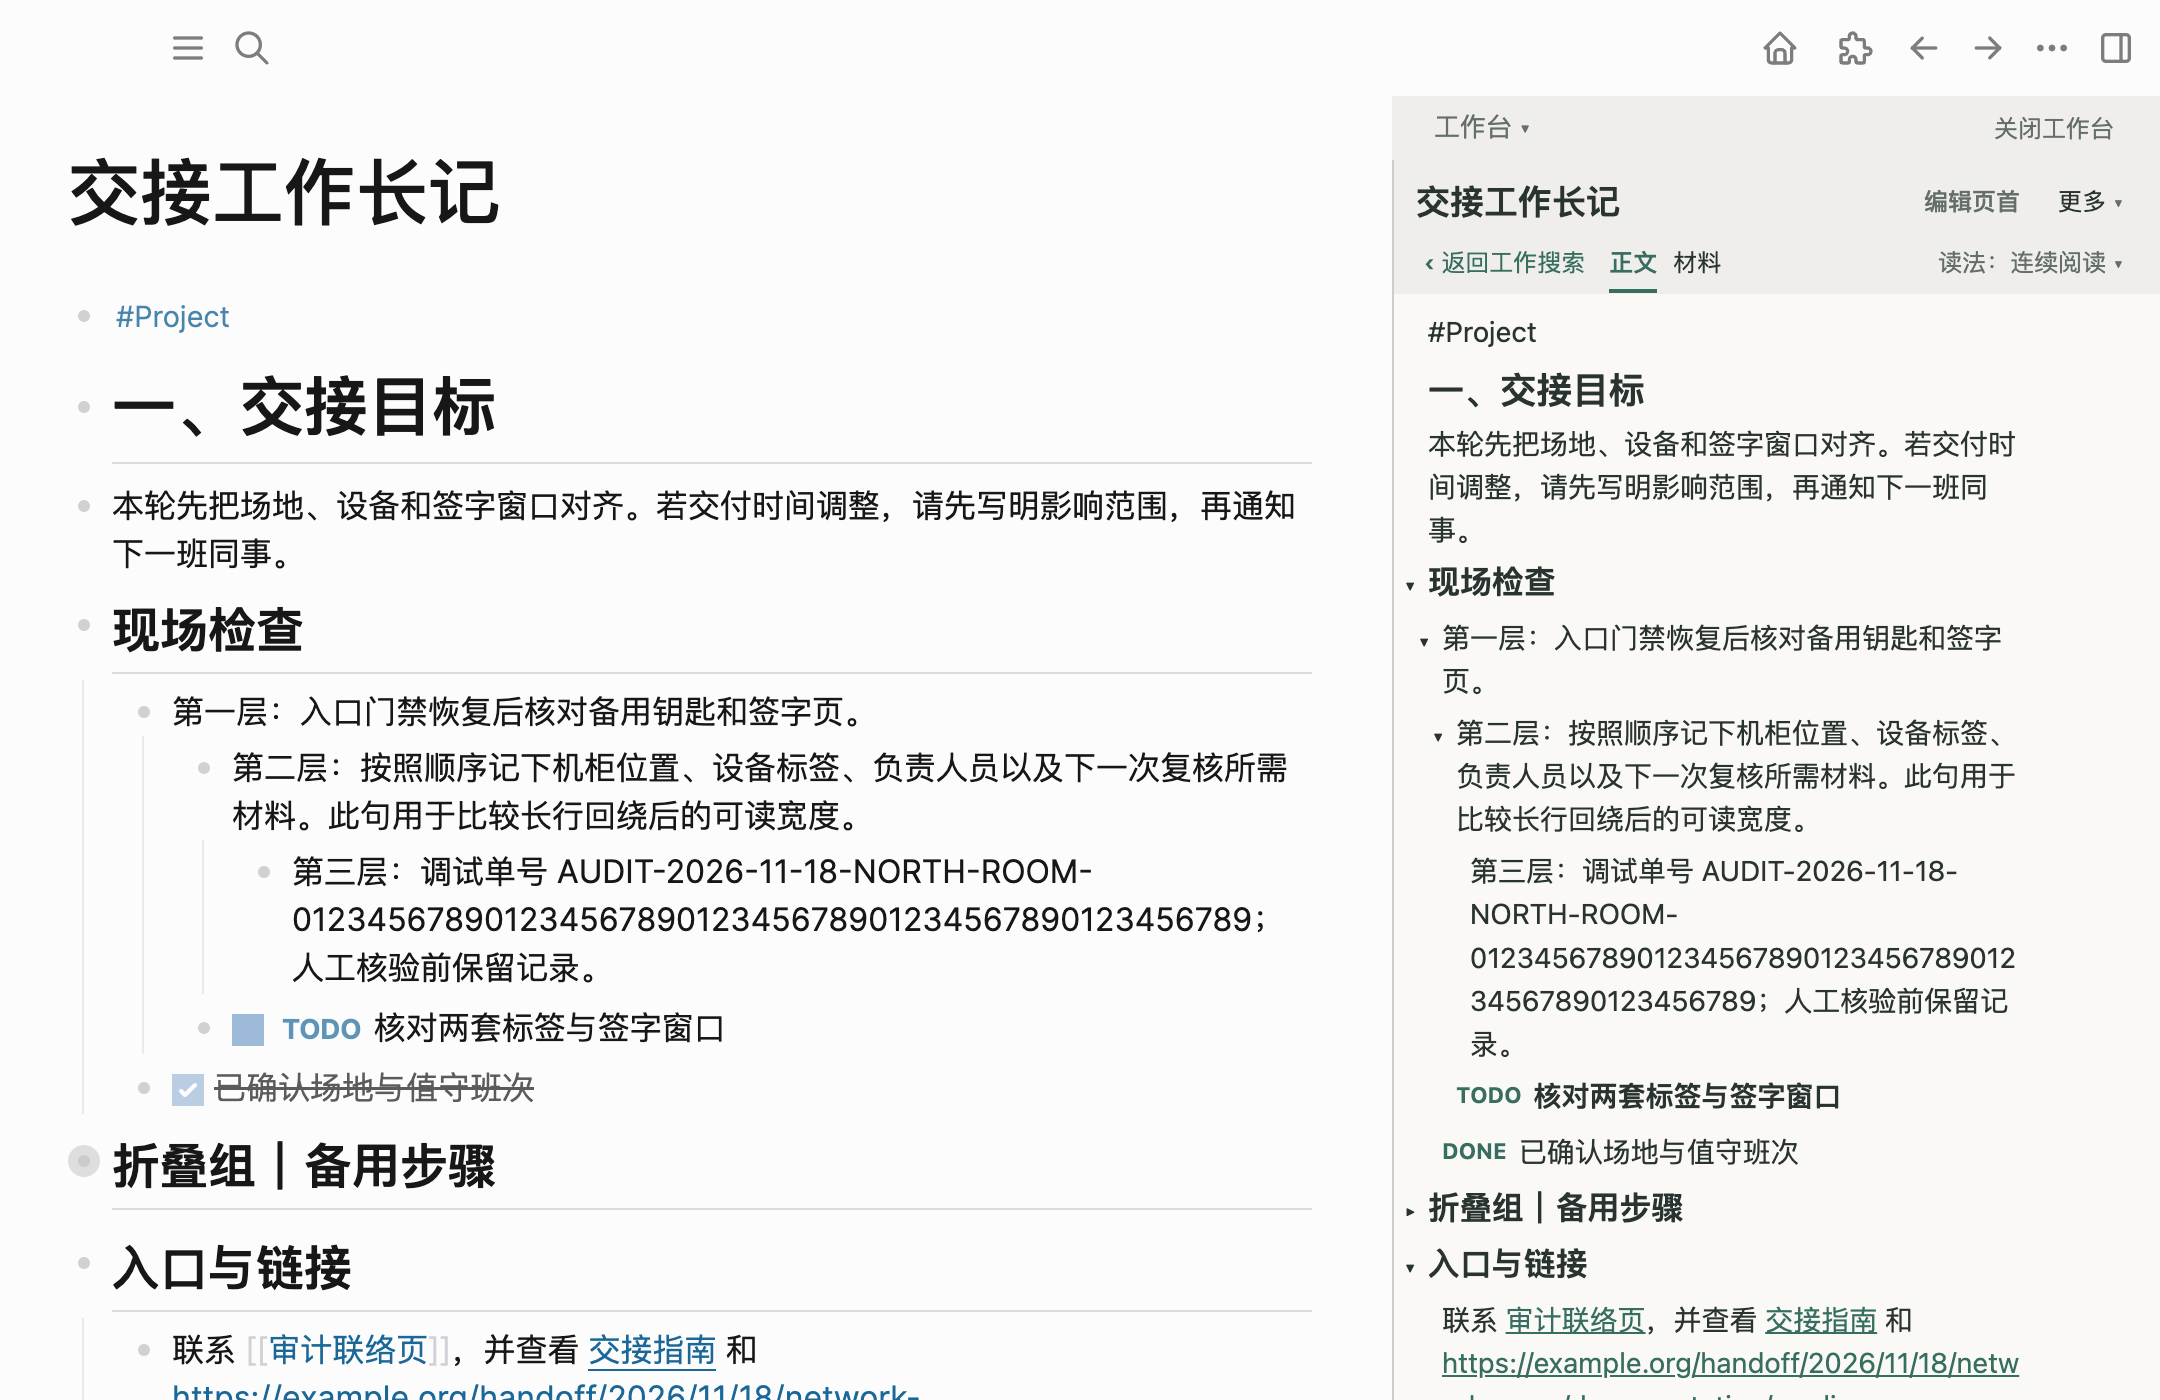 交接工作长记
#Project
一、交接目标
本轮先把场地、设备和签字窗口对齐。若交付时间调整，请先写明影响范围，再通知
下一班同事。
现场检查
第一层：入口门禁恢复后核对备用钥匙和签字页。
第二层：按照顺序记下机柜位置、设备标签、负责人员以及下一次复核所需
材料。此句用于比较长行回绕后的可读宽度。
第三层：调试单号 AUDIT-2026-11-18-NORTH-ROOM-
012345678901234567890123456789012345678901234567890123456789；
人工核验前保留记录。
TODO 核对两套标签与签字窗口
已确认场地与值守班次
折叠组｜备用步骤
入口与链接
联系 [[审计联络页]]，并查看 交接指南 和
https://example.org/handoff/2026/11/18/network-
工作台 ▾
关闭工作台
交接工作长记
编辑页首 更多 ▾
‹ 返回工作搜索 正文 材料
读法：连续阅读 ▾
#Project
一、交接目标
本轮先把场地、设备和签字窗口对齐。若交付时
间调整，请先写明影响范围，再通知下一班同
事。
现场检查
第一层：入口门禁恢复后核对备用钥匙和签字
页。
第二层：按照顺序记下机柜位置、设备标签、
负责人员以及下一次复核所需材料。此句用于
比较长行回绕后的可读宽度。
第三层：调试单号 AUDIT-2026-11-18-
NORTH-ROOM-
012345678901234567890123456789012
34567890123456789；人工核验前保留记
录。
TODO 核对两套标签与签字窗口
DONE 已确认场地与值守班次
折叠组｜备用步骤
入口与链接
联系 审计联络页，并查看 交接指南 和
https://example.org/handoff/2026/11/18/netw